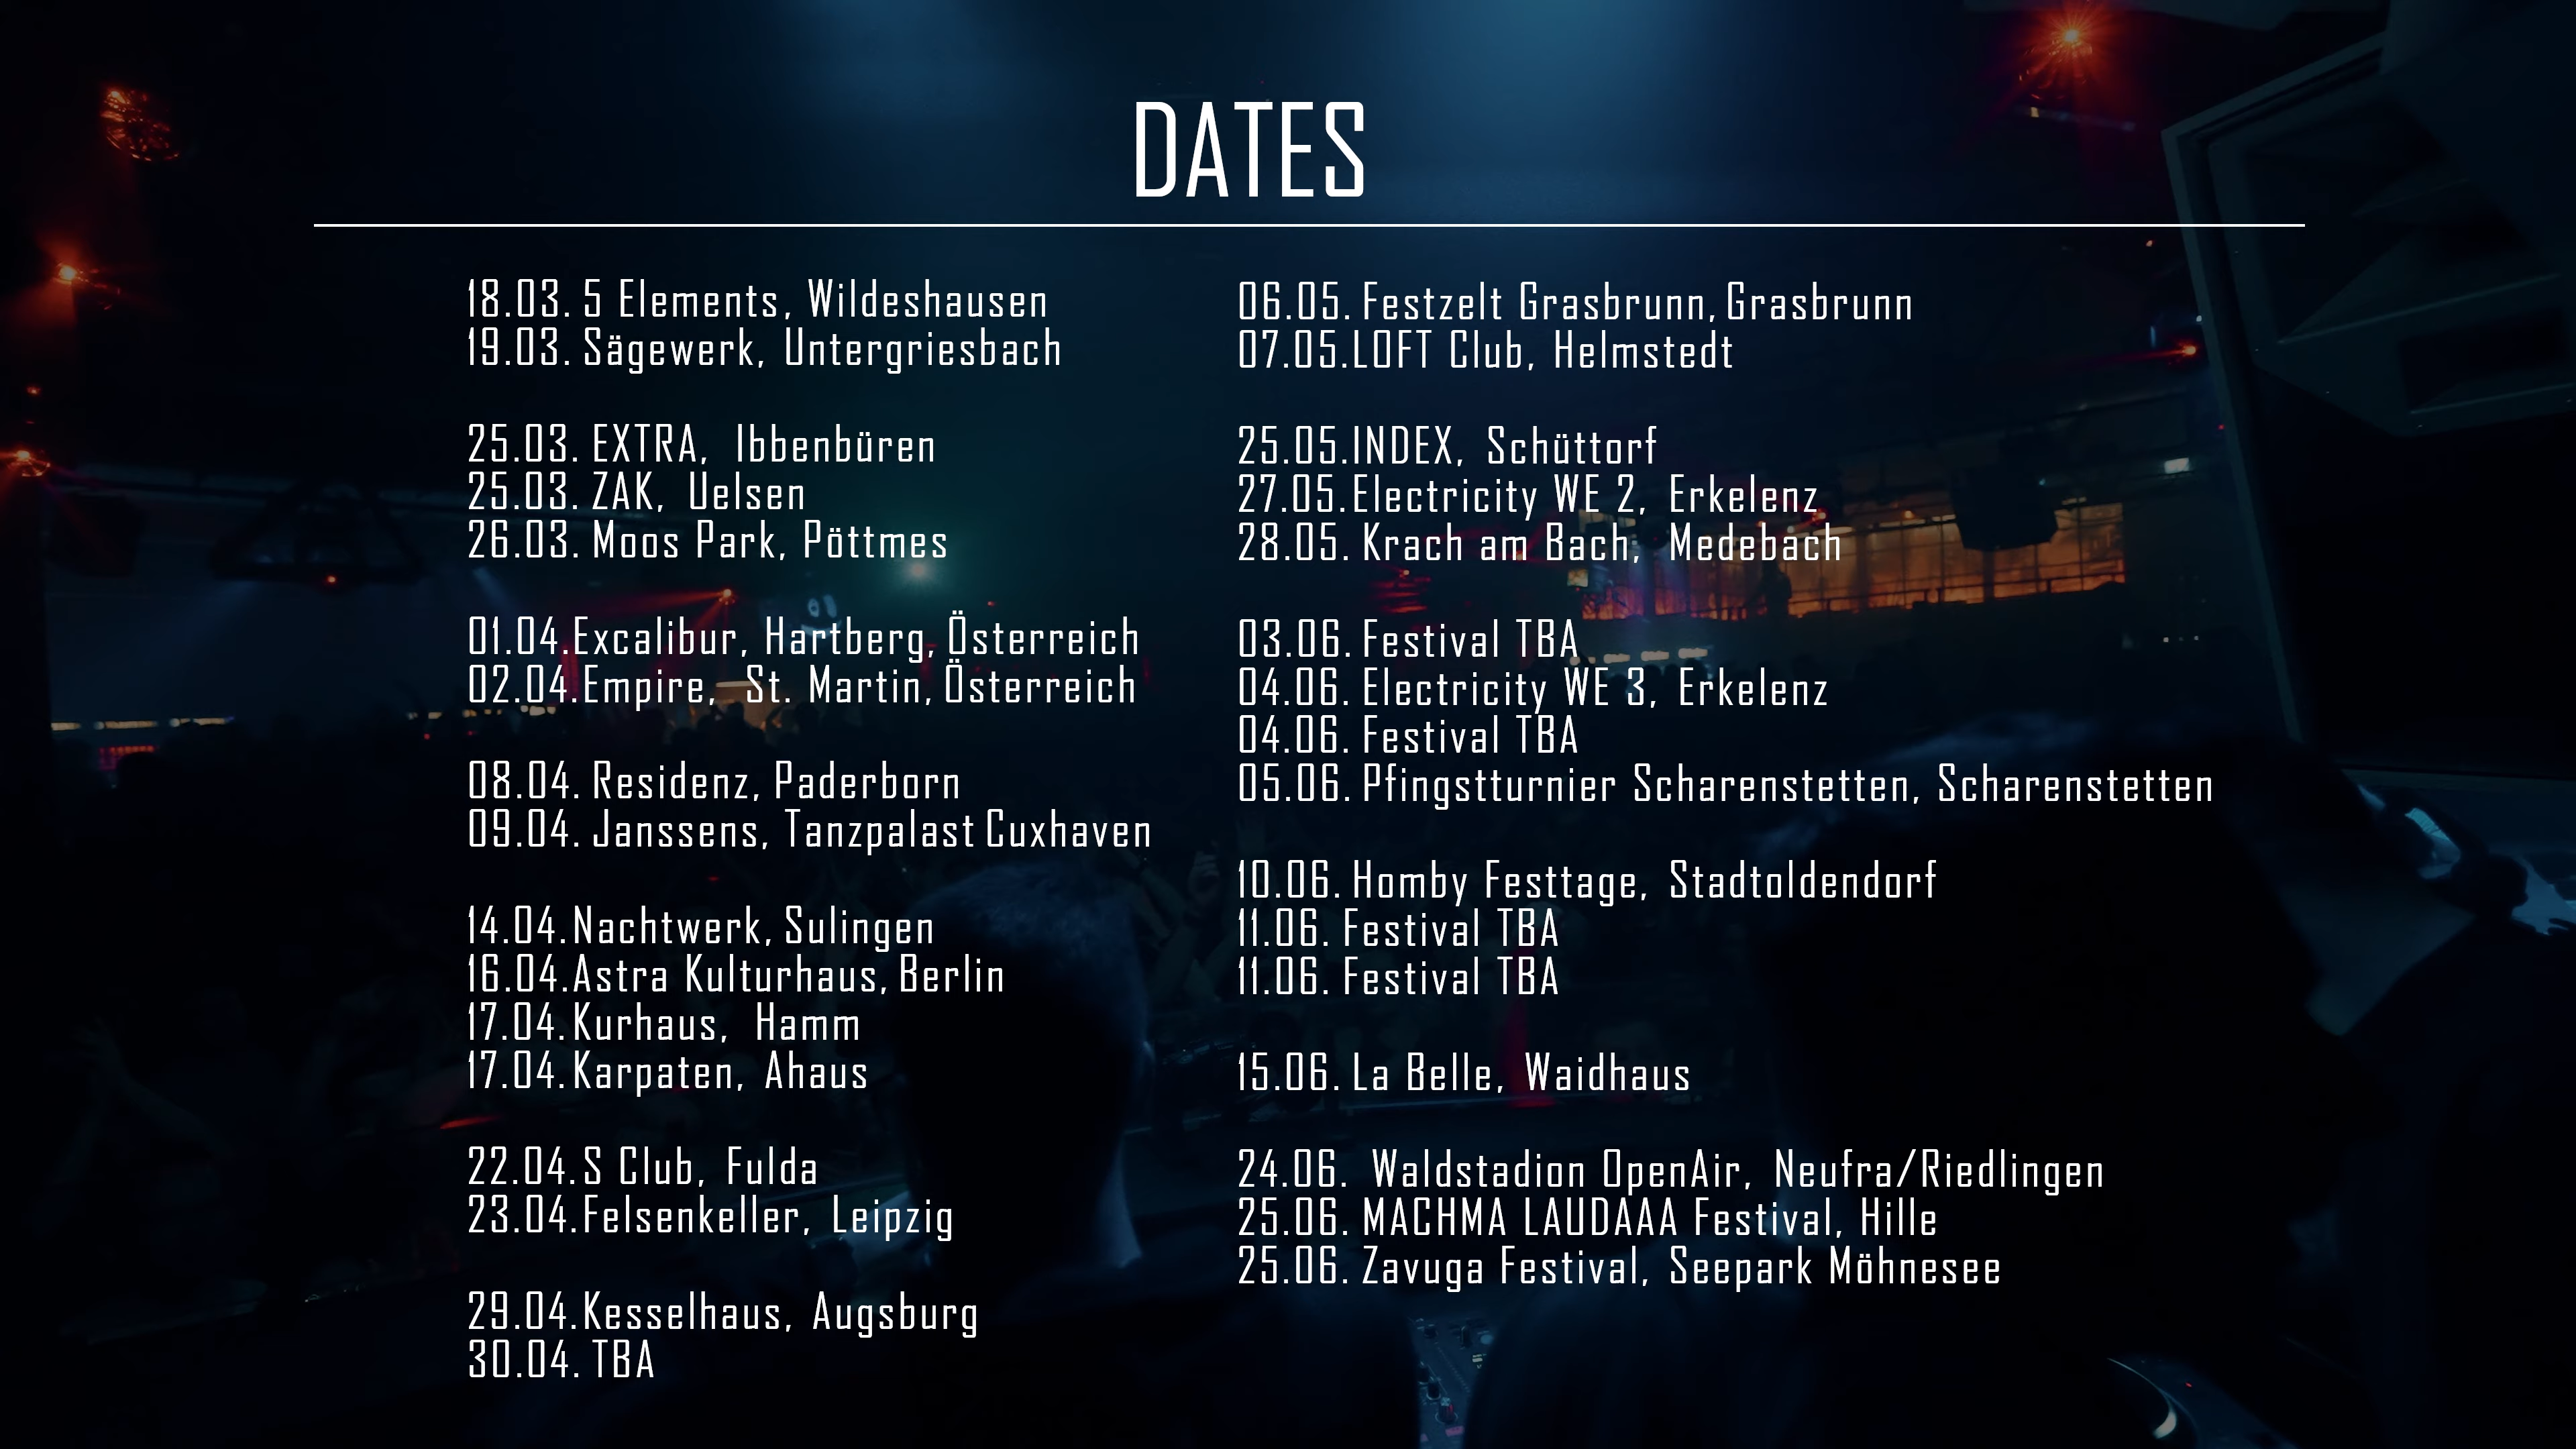 DATES
18.03. 5 Elements, Wildeshausen
19.03. Sägewerk, Untergriesbach
25.03. EXTRA, Ibbenbüren
25.03. ZAK, Uelsen
26.03. Moos Park, Pöttmes
01.04.Excalibur, Hartberg, Österreich
02.04.Empire, St. Martin, Österreich
08.04. Residenz, Paderborn
09.04. Janssens, Tanzpalast Cuxhaven
14.04.Nachtwerk, Sulingen
16.04.Astra Kulturhaus, Berlin
17.04.Kurhaus, Hamm
17.04.Karpaten, Ahaus
22.04.S Club, Fulda
23.04.Felsenkeller, Leipzig
29.04.Kesselhaus, Augsburg
30.04. TBA
06.05. Festzelt Grasbrunn, Grasbrunn
07.05.LOFT Club, Helmstedt
25.05.INDEX, Schüttorf
27.05.Electricity WE 2, Erkelenz
28.05. Krach am Bach, Medebach
03.06. Festival TBA
04.06. Electricity WE 3, Erkelenz
04.06. Festival TBA
05.06. Pfingstturnier Scharenstetten, Scharenstetten
10.06. Homby Festtage, Stadtoldendorf
11.06. Festival TBA
11.06. Festival TBA
15.06. La Belle, Waidhaus
24.06. Waldstadion OpenAir, Neufra/Riedlingen
25.06. MACHMA LAUDAAA Festival, Hille
25.06. Zavuga Festival, Seepark Möhnesee